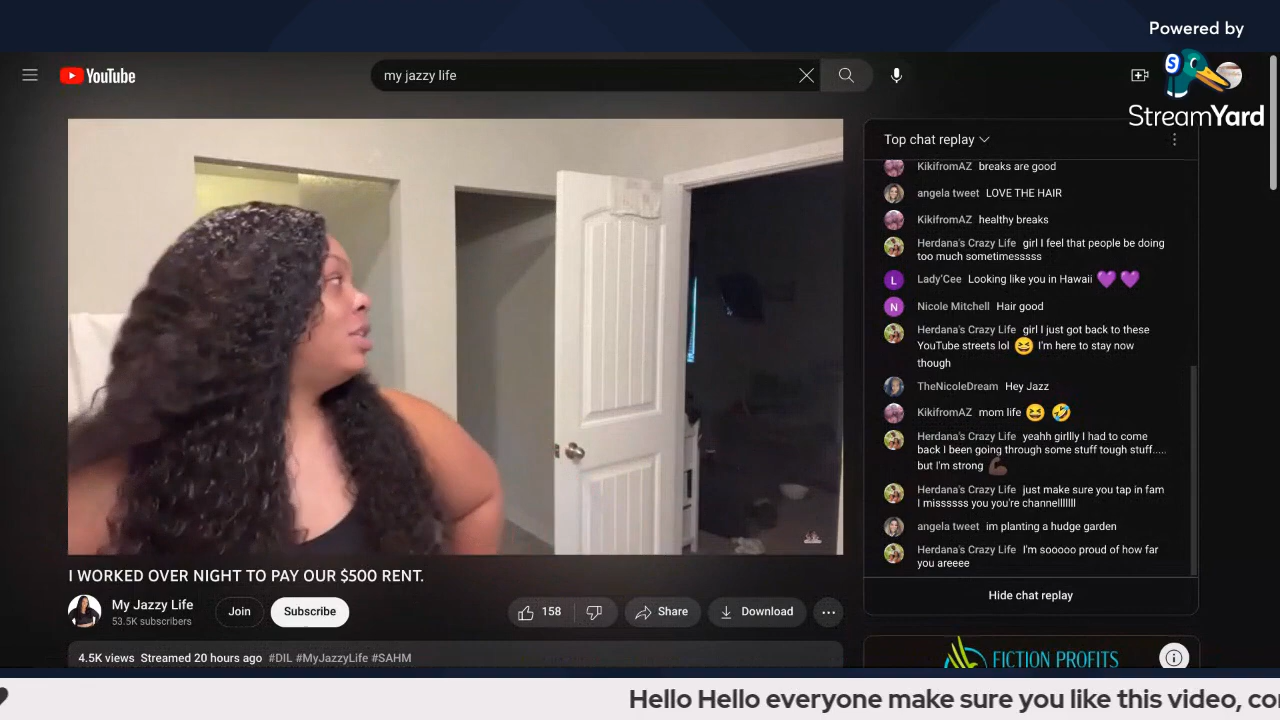 Powered by
StreamYard
YouTube
my jazzy life
Top chat replay
KikifromAZ breaks are good
angela tweet LOVE THE HAIR
KikifromAZ healthy breaks
Herdana's Crazy Life girl I feel that people be doing
too much sometimesssss
L Lady'Cee Looking like you in Hawaii 💜 💜
N Nicole Mitchell Hair good
Herdana's Crazy Life girl I just got back to these
YouTube streets lol 😆 I'm here to stay now
though
TheNicoleDream Hey Jazz
KikifromAZ mom life 😆 🤣
Herdana's Crazy Life yeahh girllly I had to come
back I been going through some stuff tough stuff.....
but I'm strong 💪🏿
Herdana's Crazy Life just make sure you tap in fam
I missssss you you're channelllllll
angela tweet im planting a hudge garden
Herdana's Crazy Life I'm sooooo proud of how far
you areeee
Hide chat replay
I WORKED OVER NIGHT TO PAY OUR $500 RENT.
My Jazzy Life
53.5K subscribers
Join
Subscribe
158
Share
Download
4.5K views Streamed 20 hours ago #DIL #MyJazzyLife #SAHM
FICTION PROFITS
Hello Hello everyone make sure you like this video,